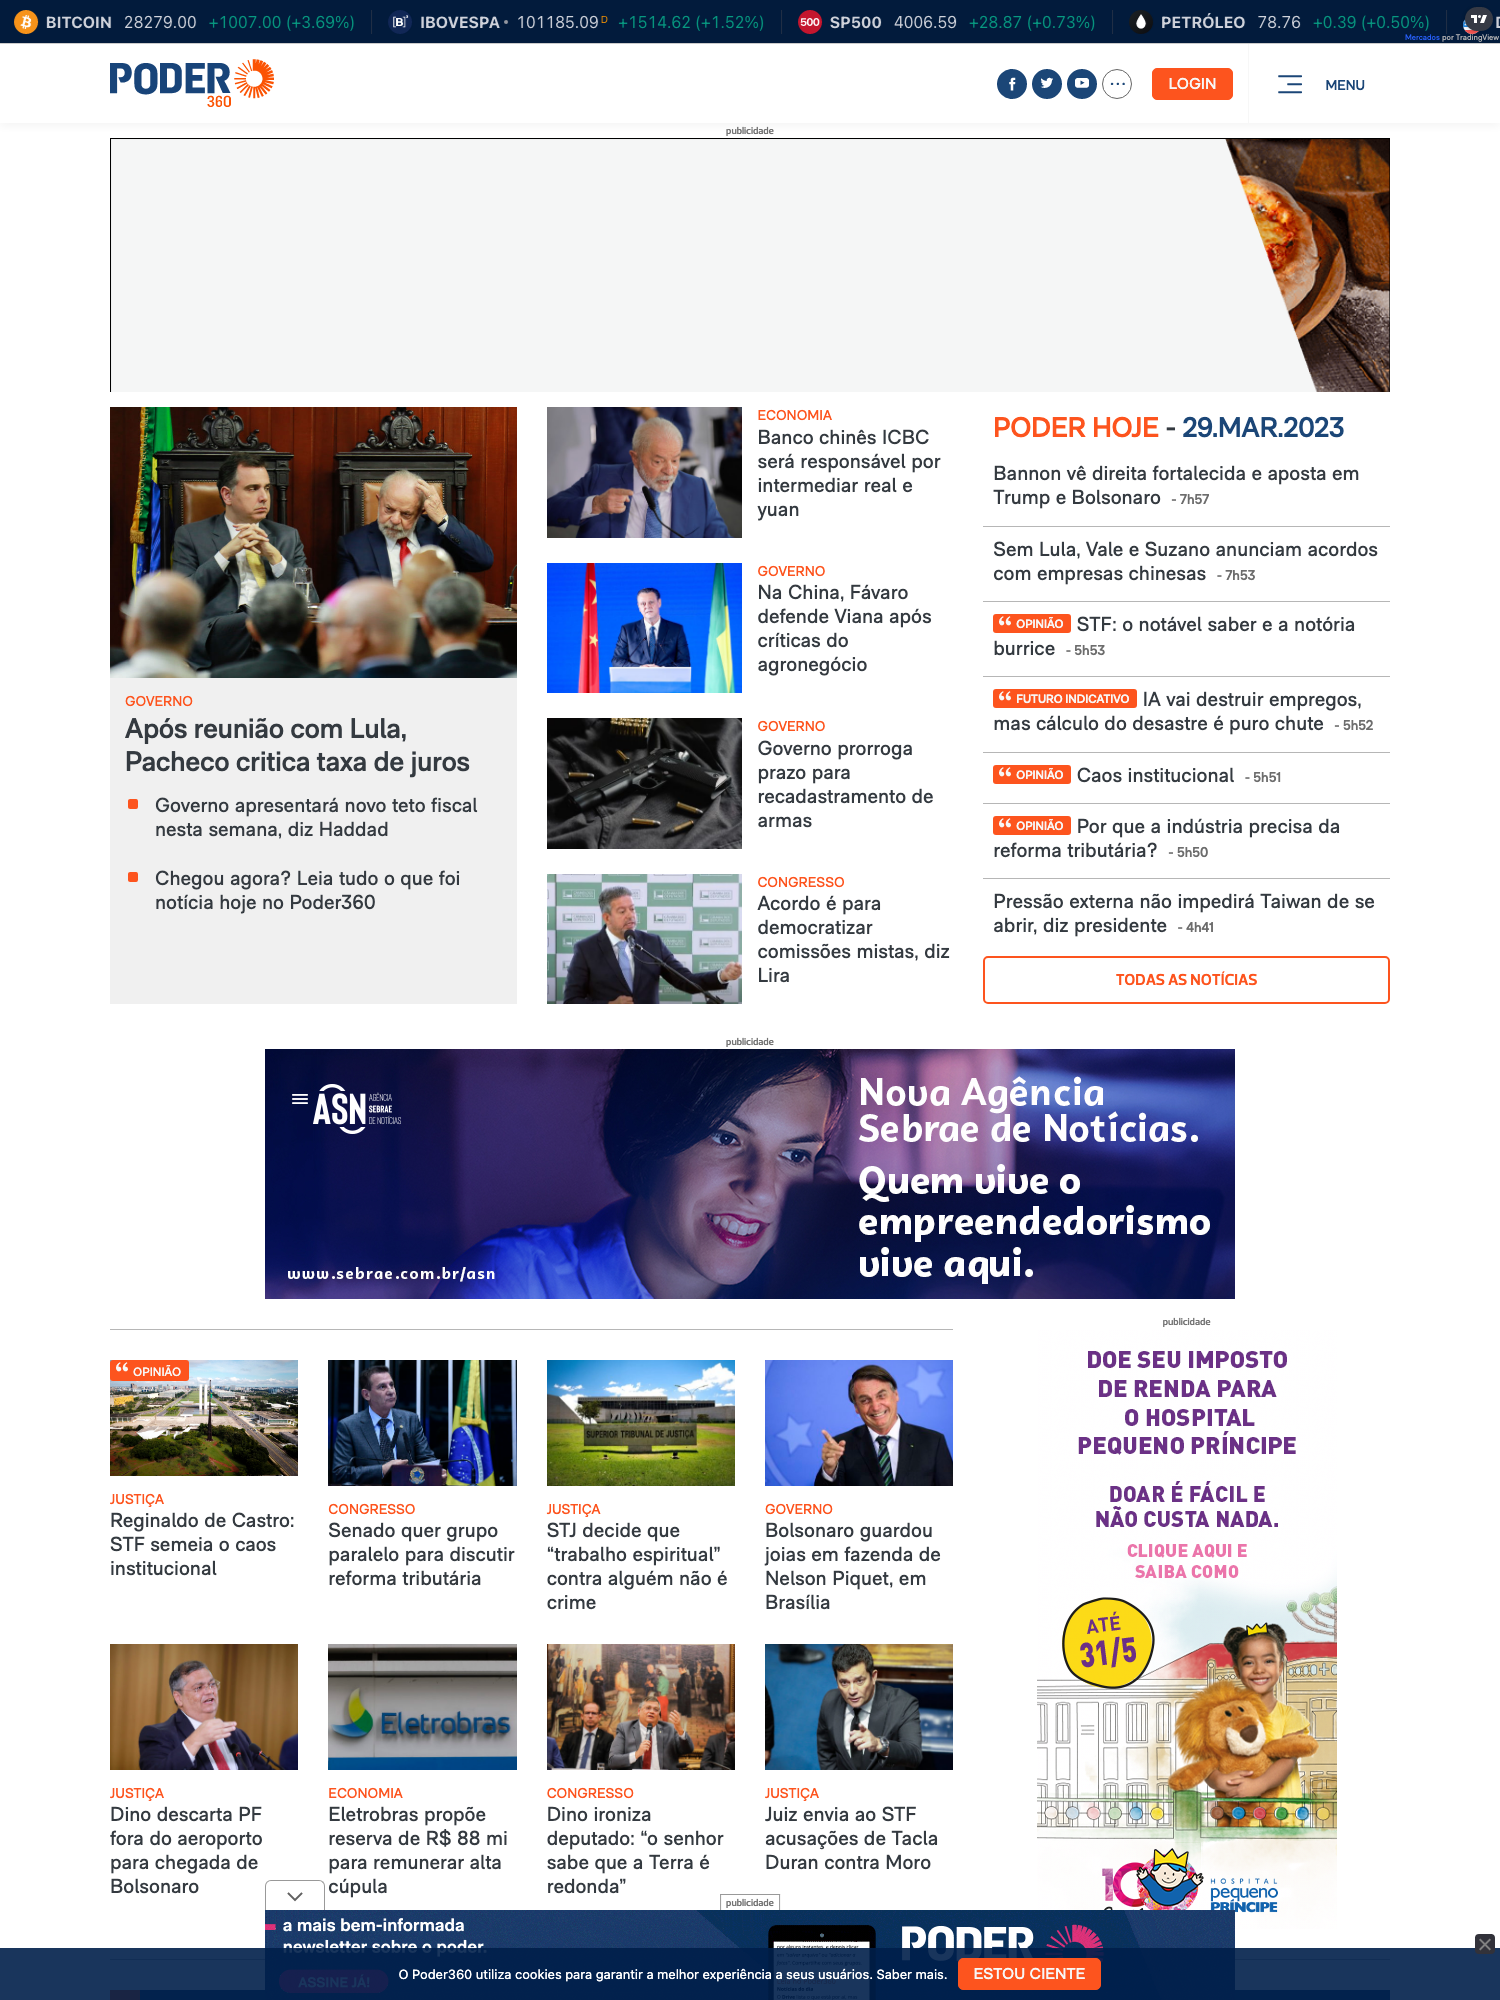 BITCOIN 28279.00 +1007.00 (+3.69%) IBOVESPA 101185.09 D +1514.62 (+1.52%) 500 SP500 4006.59 +28.87 (+0.73%) PETRÓLEO 78.76 +0.39 (+0.50%)
Mercados por TradingView
PODER
360
LOGIN
MENU
publicidade
GOVERNO
Após reunião com Lula,
Pacheco critica taxa de juros
Governo apresentará novo teto fiscal
nesta semana, diz Haddad
Chegou agora? Leia tudo o que foi
notícia hoje no Poder360
ECONOMIA
Banco chinês ICBC
será responsável por
intermediar real e
yuan
GOVERNO
Na China, Fávaro
defende Viana após
críticas do
agronegócio
GOVERNO
Governo prorroga
prazo para
recadastramento de
armas
CONGRESSO
Acordo é para
democratizar
comissões mistas, diz
Lira
PODER HOJE - 29.MAR.2023
Bannon vê direita fortalecida e aposta em
Trump e Bolsonaro - 7h57
Sem Lula, Vale e Suzano anunciam acordos
com empresas chinesas - 7h53
“ OPINIÃO STF: o notável saber e a notória
burrice - 5h53
“ FUTURO INDICATIVO IA vai destruir empregos,
mas cálculo do desastre é puro chute - 5h52
“ OPINIÃO Caos institucional - 5h51
“ OPINIÃO Por que a indústria precisa da
reforma tributária? - 5h50
Pressão externa não impedirá Taiwan de se
abrir, diz presidente - 4h41
TODAS AS NOTÍCIAS
publicidade
ASN AGÊNCIA
SEBRAE
DE NOTÍCIAS
Nova Agência
Sebrae de Notícias.
Quem vive o
empreendedorismo
vive aqui.
www.sebrae.com.br/asn
“ OPINIÃO
JUSTIÇA
Reginaldo de Castro:
STF semeia o caos
institucional
CONGRESSO
Senado quer grupo
paralelo para discutir
reforma tributária
SUPERIOR TRIBUNAL DE JUSTIÇA
JUSTIÇA
STJ decide que
“trabalho espiritual”
contra alguém não é
crime
GOVERNO
Bolsonaro guardou
joias em fazenda de
Nelson Piquet, em
Brasília
JUSTIÇA
Dino descarta PF
fora do aeroporto
para chegada de
Bolsonaro
Eletrobras
ECONOMIA
Eletrobras propõe
reserva de R$ 88 mi
para remunerar alta
cúpula
CONGRESSO
Dino ironiza
deputado: “o senhor
sabe que a Terra é
redonda”
JUSTIÇA
Juiz envia ao STF
acusações de Tacla
Duran contra Moro
publicidade
DOE SEU IMPOSTO
DE RENDA PARA
O HOSPITAL
PEQUENO PRÍNCIPE
DOAR É FÁCIL E
NÃO CUSTA NADA.
CLIQUE AQUI E
SAIBA COMO
ATÉ
31/5
HOSPITAL
pequeno
PRÍNCIPE
publicidade
a mais bem-informada
newsletter sobre o poder.
ASSINE JÁ!
PODER
O Poder360 utiliza cookies para garantir a melhor experiência a seus usuários. Saber mais.
ESTOU CIENTE